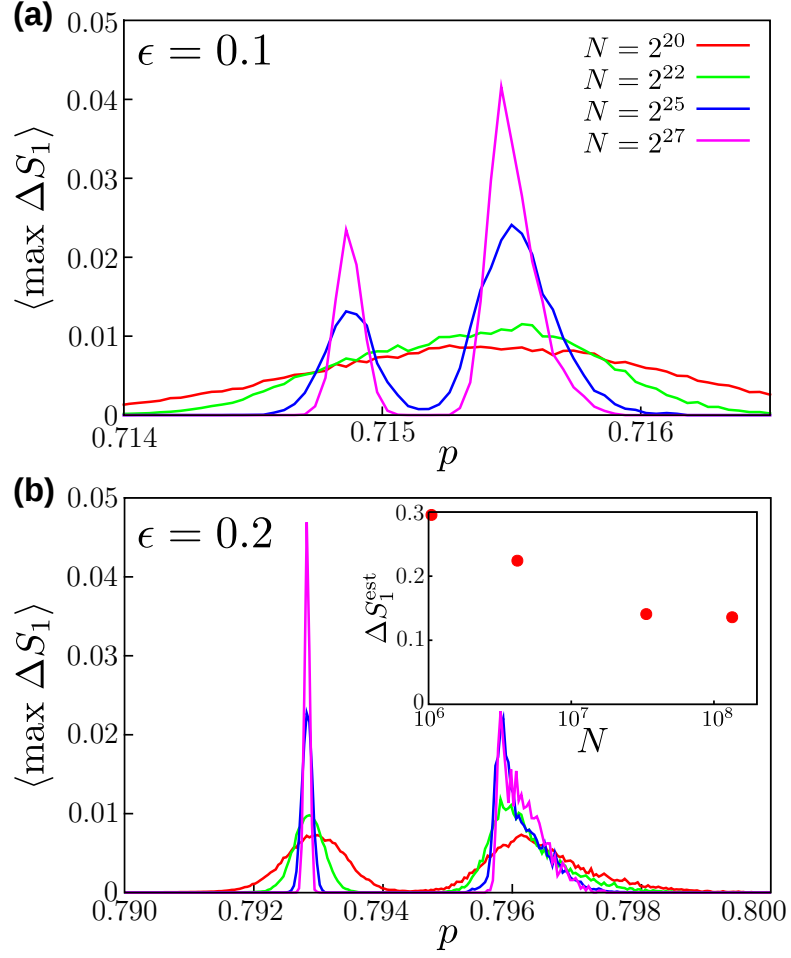 (a)
ϵ = 0.1
N = 2^20
N = 2^22
N = 2^25
N = 2^27
⟨max ΔS_1⟩
0.05
0.04
0.03
0.02
0.01
0
0.714 0.715 0.716
p
(b)
ϵ = 0.2
⟨max ΔS_1⟩
0.05
0.04
0.03
0.02
0.01
0
0.790 0.792 0.794 0.796 0.798 0.800
p
ΔS_1^est
0.3
0.2
0.1
0
10^6 10^7 10^8
N